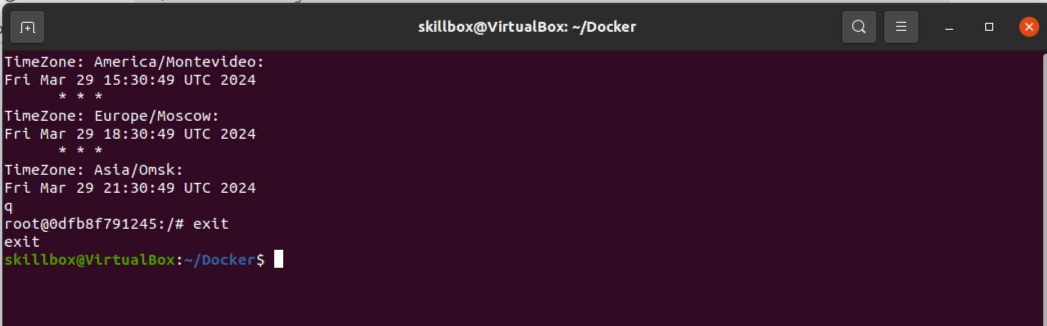 skillbox@VirtualBox: ~/Docker
TimeZone: America/Montevideo:
Fri Mar 29 15:30:49 UTC 2024
* * *
TimeZone: Europe/Moscow:
Fri Mar 29 18:30:49 UTC 2024
* * *
TimeZone: Asia/Omsk:
Fri Mar 29 21:30:49 UTC 2024
q
root@0dfb8f791245:/# exit
exit
skillbox@VirtualBox:~/Docker$